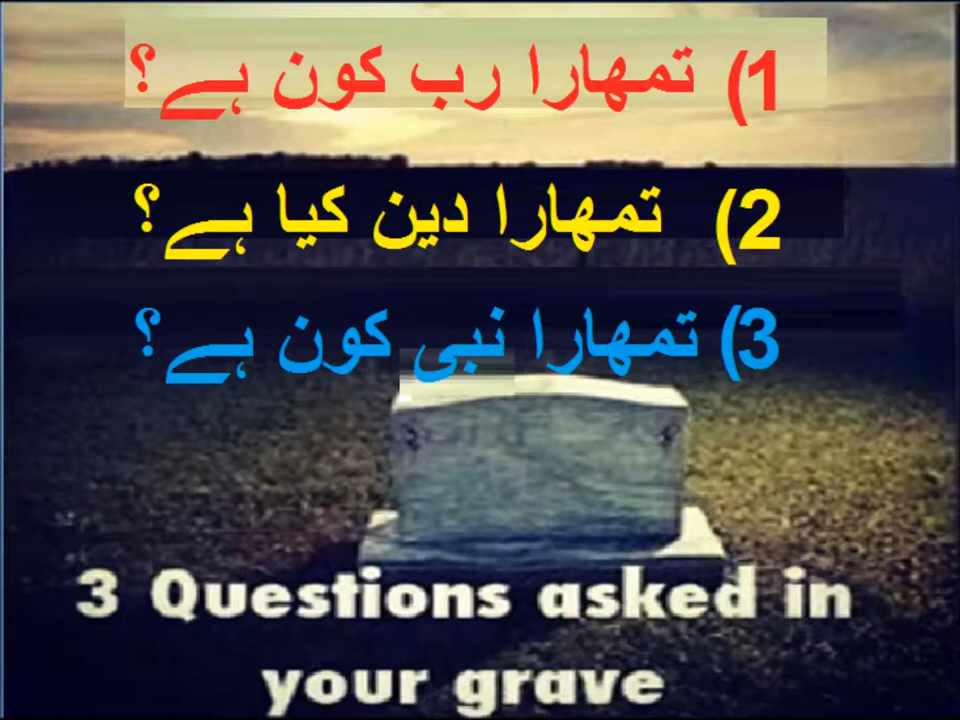 1) تمھارا رب کون ہے؟
2) تمھارا دین کیا ہے؟
3) تمھارا نبی کون ہے؟
3 Questions asked in
your grave